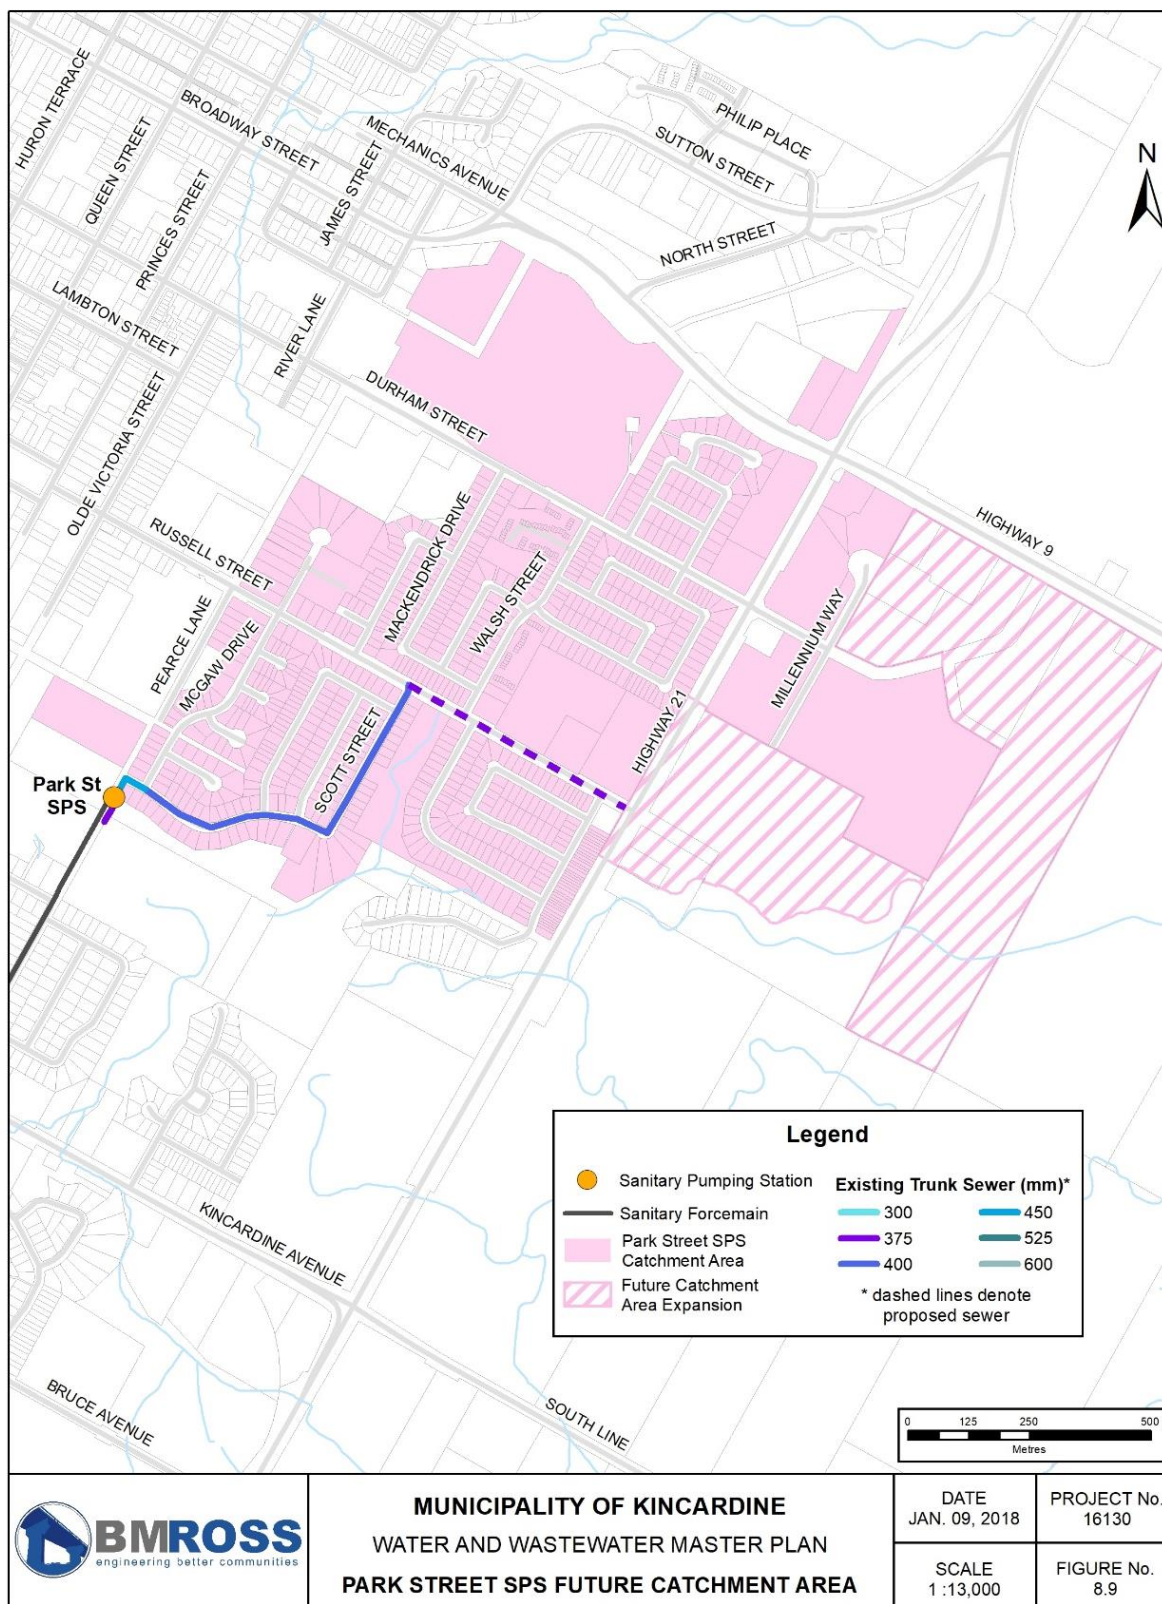 HURON TERRACE
BROADWAY STREET
QUEEN STREET
PRINCES STREET
JAMES STREET
MECHANICS AVENUE
PHILIP PLACE
SUTTON STREET
NORTH STREET
N
LAMBTON STREET
RIVER LANE
OLDE VICTORIA STREET
DURHAM STREET
RUSSELL STREET
MACKENDRICK DRIVE
WALSH STREET
HIGHWAY 9
PEARCE LANE
MCGAW DRIVE
MILLENNIUM WAY
SCOTT STREET
HIGHWAY 21
Park St
SPS
KINCARDINE AVENUE
BRUCE AVENUE
SOUTH LINE
Legend
Sanitary Pumping Station
Sanitary Forcemain
Park Street SPS
Catchment Area
Future Catchment
Area Expansion
Existing Trunk Sewer (mm)*
300
375
400
450
525
600
* dashed lines denote
proposed sewer
0 125 250 500
Metres
BMROSS
engineering better communities
MUNICIPALITY OF KINCARDINE
WATER AND WASTEWATER MASTER PLAN
PARK STREET SPS FUTURE CATCHMENT AREA
DATE
JAN. 09, 2018
PROJECT No.
16130
SCALE
1 :13,000
FIGURE No.
8.9